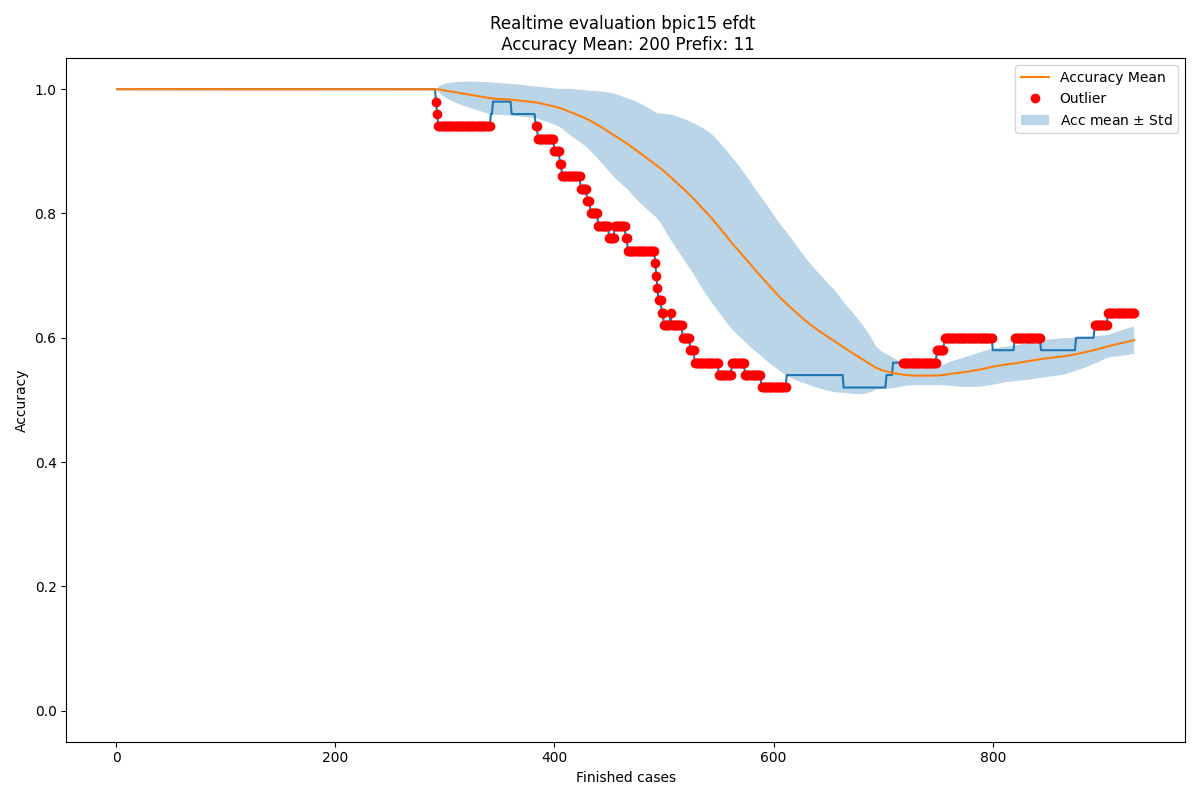 Realtime evaluation bpic15 efdt
Accuracy Mean: 200 Prefix: 11
Accuracy Mean
Outlier
Acc mean ± Std
1.0
0.8
0.6
0.4
0.2
0.0
Accuracy
0
200
400
600
800
Finished cases